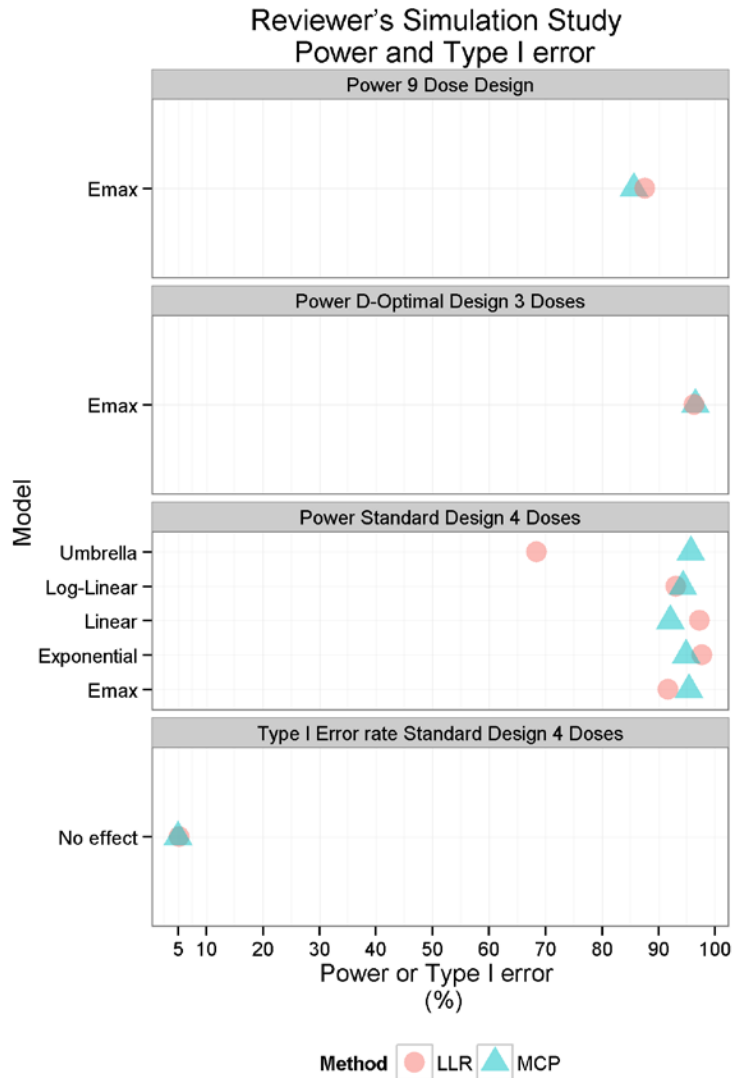 Reviewer’s Simulation Study
Power and Type I error
Power 9 Dose Design
Emax
Power D-Optimal Design 3 Doses
Emax
Model
Power Standard Design 4 Doses
Umbrella
Log-Linear
Linear
Exponential
Emax
Type I Error rate Standard Design 4 Doses
No effect
5 10 20 30 40 50 60 70 80 90 100
Power or Type I error
(%)
Method LLR MCP